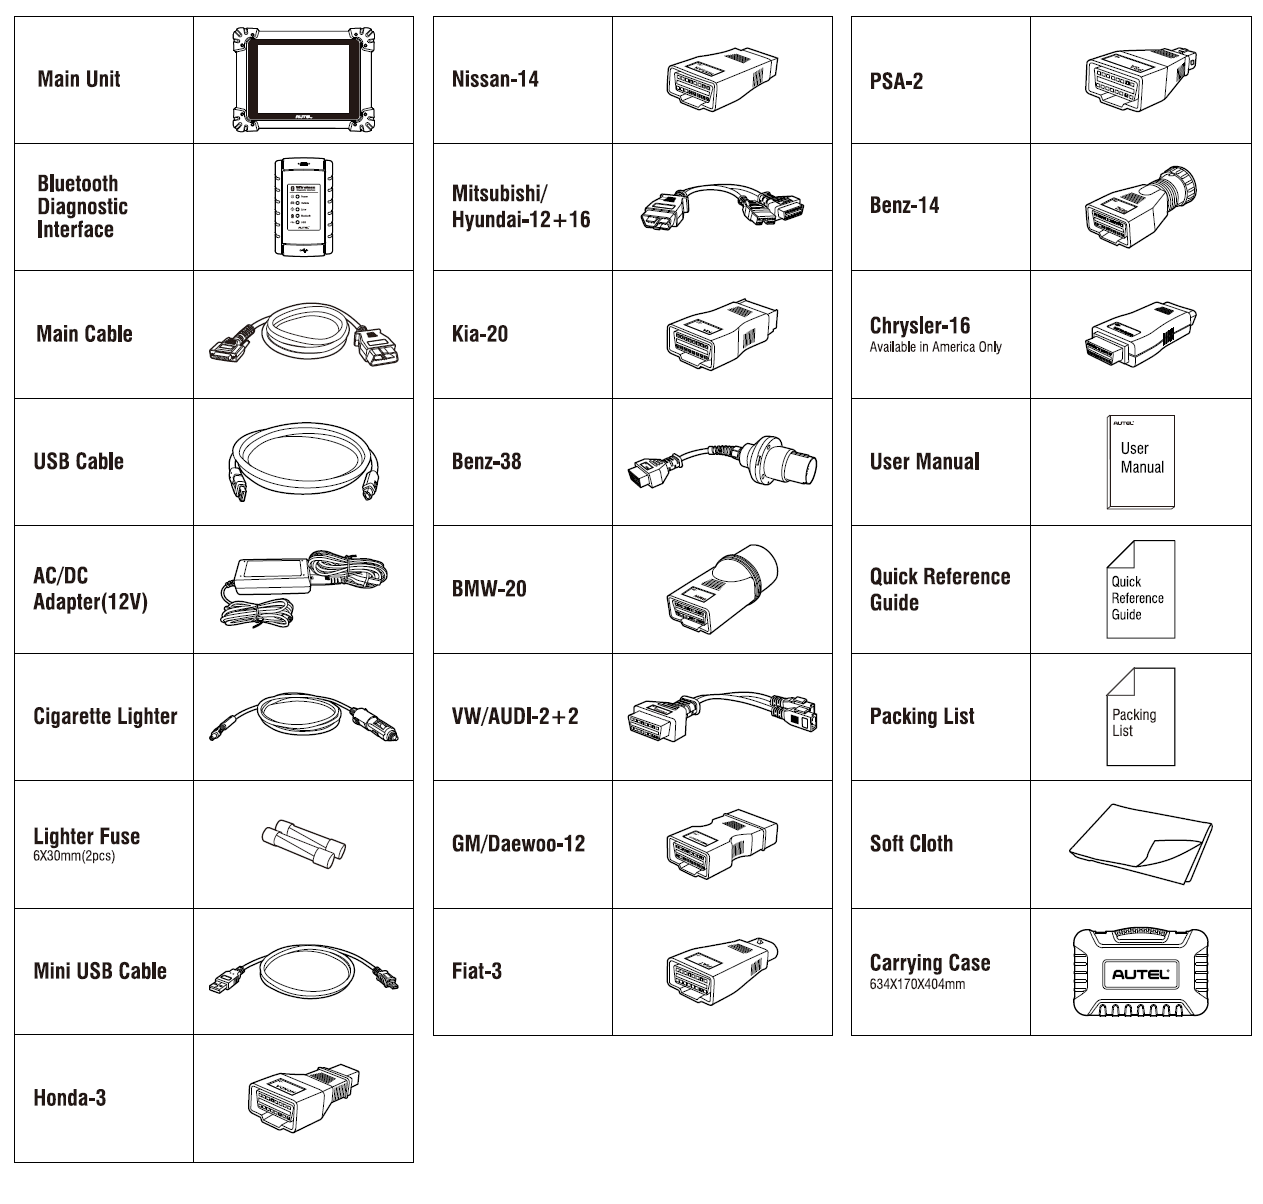 Main Unit
AUTEL
Bluetooth
Diagnostic
Interface
AUTEL
Main Cable
USB Cable
AC/DC
Adapter(12V)
Cigarette Lighter
Lighter Fuse
6X30mm(2pcs)
Mini USB Cable
Honda-3
Nissan-14
Mitsubishi/
Hyundai-12+16
Kia-20
Benz-38
BMW-20
VW/AUDI-2+2
GM/Daewoo-12
Fiat-3
PSA-2
Benz-14
Chrysler-16
Available in America Only
User Manual
AUTEL
User
Manual
Quick Reference
Guide
Quick
Reference
Guide
Packing List
Packing
List
Soft Cloth
Carrying Case
634X170X404mm
AUTEL